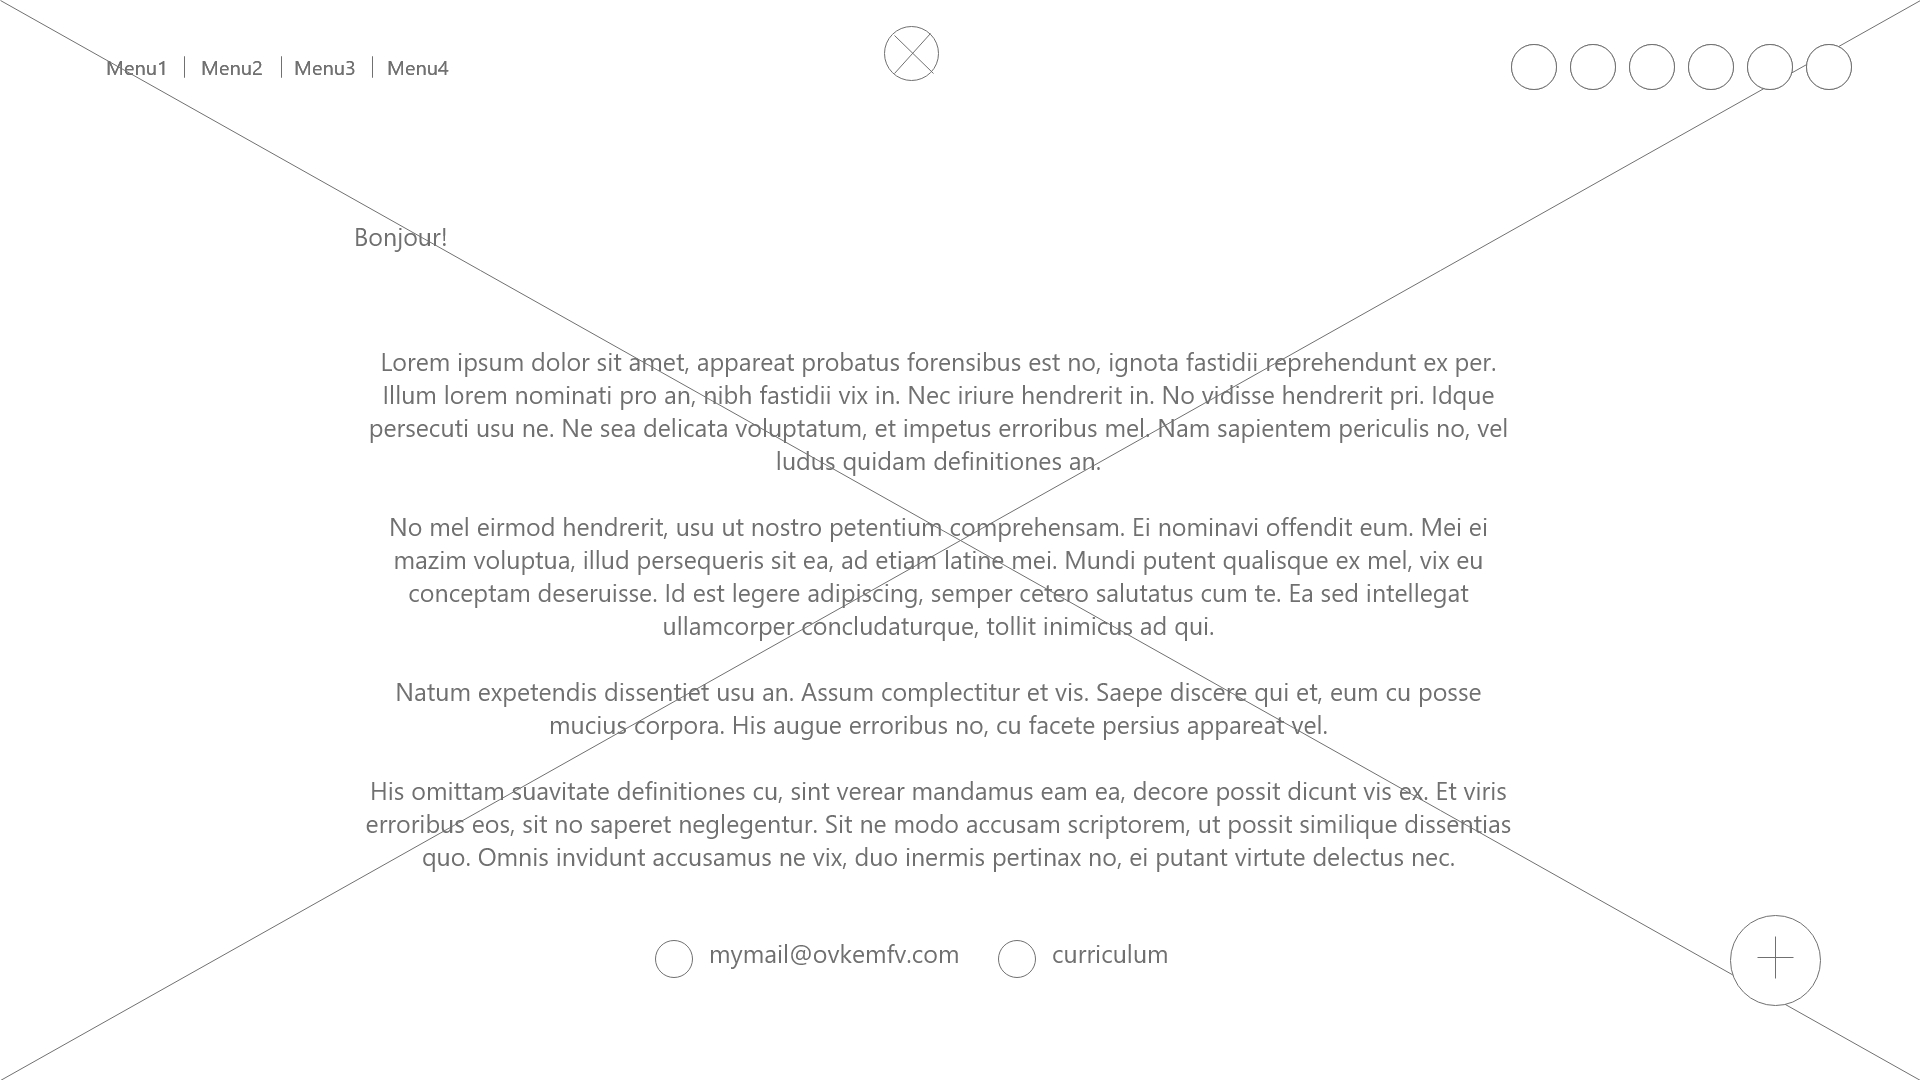 Menu1 Menu2 Menu3 Menu4
Bonjour!
Lorem ipsum dolor sit amet, appareat probatus forensibus est no, ignota fastidii reprehendunt ex per.
Illum lorem nominati pro an, nibh fastidii vix in. Nec iriure hendrerit in. No vidisse hendrerit pri. Idque
persecuti usu ne. Ne sea delicata voluptatum, et impetus erroribus mel. Nam sapientem periculis no, vel
ludus quidam definitiones an.
No mel eirmod hendrerit, usu ut nostro petentium comprehensam. Ei nominavi offendit eum. Mei ei
mazim voluptua, illud persequeris sit ea, ad etiam latine mei. Mundi putent qualisque ex mel, vix eu
conceptam deseruisse. Id est legere adipiscing, semper cetero salutatus cum te. Ea sed intellegat
ullamcorper concludaturque, tollit inimicus ad qui.
Natum expetendis dissentiet usu an. Assum complectitur et vis. Saepe discere qui et, eum cu posse
mucius corpora. His augue erroribus no, cu facete persius appareat vel.
His omittam suavitate definitiones cu, sint verear mandamus eam ea, decore possit dicunt vis ex. Et viris
erroribus eos, sit no saperet neglegentur. Sit ne modo accusam scriptorem, ut possit similique dissentias
quo. Omnis invidunt accusamus ne vix, duo inermis pertinax no, ei putant virtute delectus nec.
mymail@ovkemfv.com curriculum